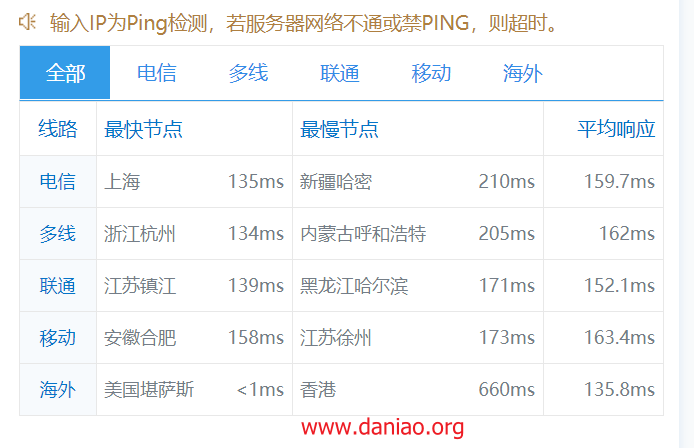 输入IP为Ping检测，若服务器网络不通或禁PING，则超时。
全部 电信 多线 联通 移动 海外
线路 最快节点 最慢节点 平均响应
电信 上海 135ms 新疆哈密 210ms 159.7ms
多线 浙江杭州 134ms 内蒙古呼和浩特 205ms 162ms
联通 江苏镇江 139ms 黑龙江哈尔滨 171ms 152.1ms
移动 安徽合肥 158ms 江苏徐州 173ms 163.4ms
海外 美国堪萨斯 <1ms 香港 660ms 135.8ms
www.daniao.org